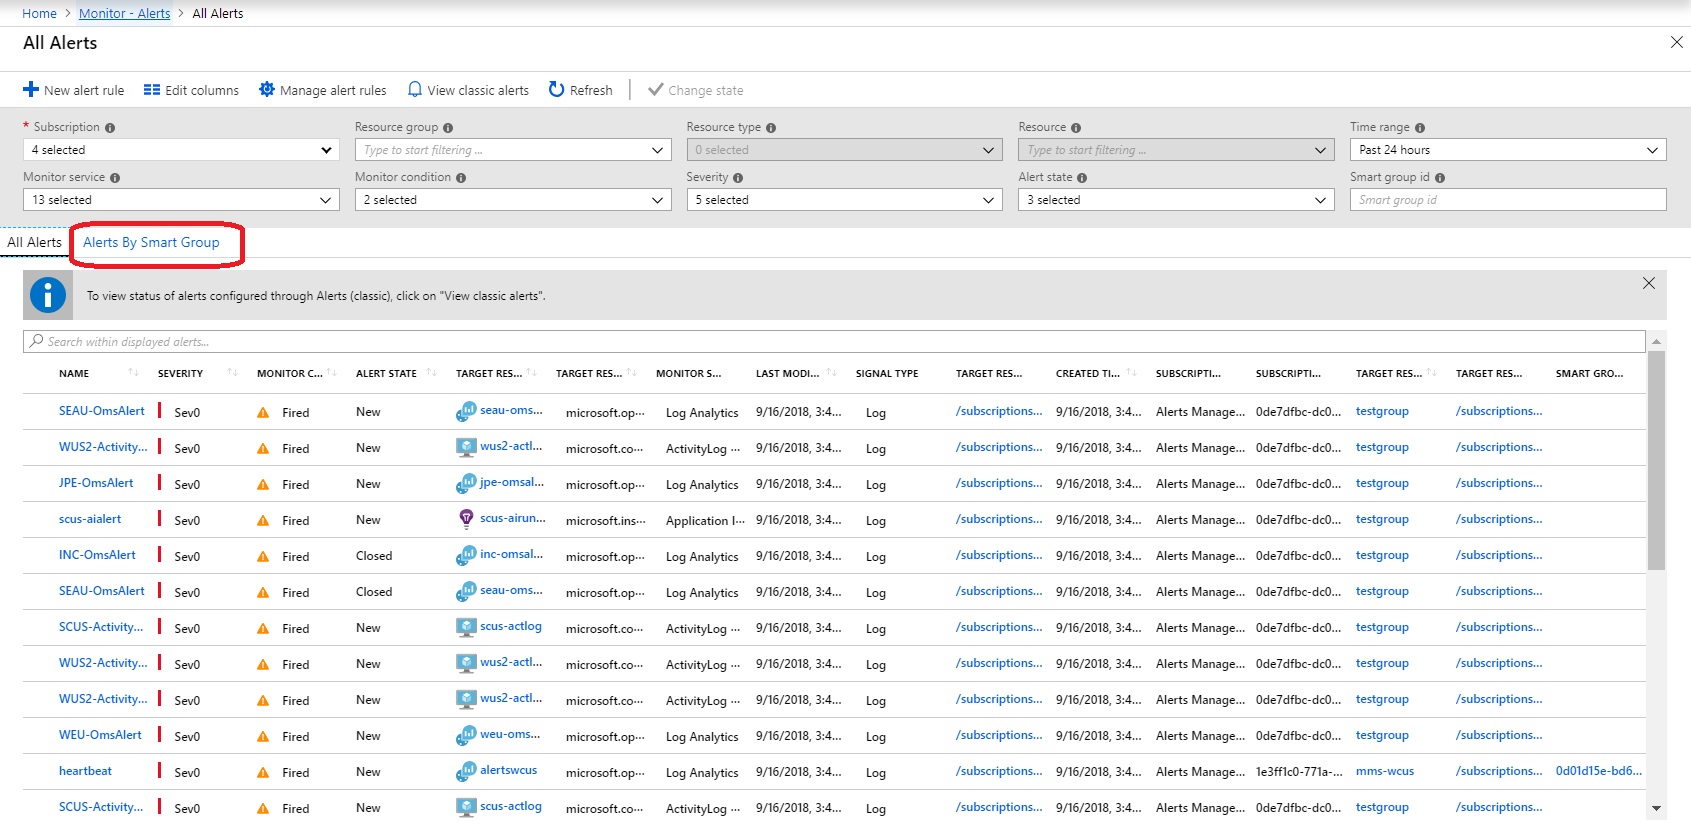 Home > Monitor - Alerts > All Alerts
All Alerts
New alert rule Edit columns Manage alert rules View classic alerts Refresh Change state
* Subscription Resource group Resource type Resource Time range
4 selected Type to start filtering ... 0 selected Type to start filtering ... Past 24 hours
Monitor service Monitor condition Severity Alert state Smart group id
13 selected 2 selected 5 selected 3 selected Smart group id
All Alerts Alerts By Smart Group
To view status of alerts configured through Alerts (classic), click on "View classic alerts".
Search within displayed alerts...
NAME SEVERITY MONITOR C... ALERT STATE TARGET RES... TARGET RES... MONITOR S... LAST MODI... SIGNAL TYPE TARGET RES... CREATED TI... SUBSCRIPTI... SUBSCRIPTI... TARGET RES... TARGET RES... SMART GRO...
SEAU-OmsAlert Sev0 Fired New seau-oms... microsoft.op... Log Analytics 9/16/2018, 3:4... Log /subscriptions... 9/16/2018, 3:4... Alerts Manage... 0de7dfbc-dc0... testgroup /subscriptions...
WUS2-Activity... Sev0 Fired New wus2-actl... microsoft.co... ActivityLog ... 9/16/2018, 3:4... Log /subscriptions... 9/16/2018, 3:4... Alerts Manage... 0de7dfbc-dc0... testgroup /subscriptions...
JPE-OmsAlert Sev0 Fired New jpe-omsal... microsoft.op... Log Analytics 9/16/2018, 3:4... Log /subscriptions... 9/16/2018, 3:4... Alerts Manage... 0de7dfbc-dc0... testgroup /subscriptions...
scus-aialert Sev0 Fired New scus-airun... microsoft.ins... Application I... 9/16/2018, 3:4... Log /subscriptions... 9/16/2018, 3:4... Alerts Manage... 0de7dfbc-dc0... testgroup /subscriptions...
INC-OmsAlert Sev0 Fired Closed inc-omsal... microsoft.op... Log Analytics 9/16/2018, 3:4... Log /subscriptions... 9/16/2018, 3:4... Alerts Manage... 0de7dfbc-dc0... testgroup /subscriptions...
SEAU-OmsAlert Sev0 Fired Closed seau-oms... microsoft.op... Log Analytics 9/16/2018, 3:4... Log /subscriptions... 9/16/2018, 3:4... Alerts Manage... 0de7dfbc-dc0... testgroup /subscriptions...
SCUS-Activity... Sev0 Fired New scus-actlog microsoft.co... ActivityLog ... 9/16/2018, 3:4... Log /subscriptions... 9/16/2018, 3:4... Alerts Manage... 0de7dfbc-dc0... testgroup /subscriptions...
WUS2-Activity... Sev0 Fired New wus2-actl... microsoft.co... ActivityLog ... 9/16/2018, 3:4... Log /subscriptions... 9/16/2018, 3:4... Alerts Manage... 0de7dfbc-dc0... testgroup /subscriptions...
WUS2-Activity... Sev0 Fired New wus2-actl... microsoft.co... ActivityLog ... 9/16/2018, 3:4... Log /subscriptions... 9/16/2018, 3:4... Alerts Manage... 0de7dfbc-dc0... testgroup /subscriptions...
WEU-OmsAlert Sev0 Fired New weu-oms... microsoft.op... Log Analytics 9/16/2018, 3:4... Log /subscriptions... 9/16/2018, 3:4... Alerts Manage... 0de7dfbc-dc0... testgroup /subscriptions...
heartbeat Sev0 Fired New alertswcus microsoft.op... Log Analytics 9/16/2018, 3:4... Log /subscriptions... 9/16/2018, 3:4... Alerts Manage... 1e3ff1c0-771a-... mms-wcus /subscriptions... 0d01d15e-bd6...
SCUS-Activity... Sev0 Fired New scus-actlog microsoft.co... ActivityLog ... 9/16/2018, 3:4... Log /subscriptions... 9/16/2018, 3:4... Alerts Manage... 0de7dfbc-dc0... testgroup /subscriptions...